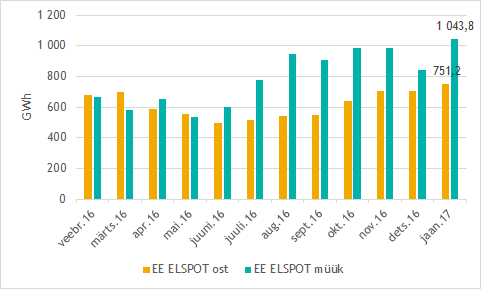 1 200
1 000
800
600
400
200
0
GWh
1 043,8
751,2
veebr.16
märts.16
apr.16
mai.16
juuni.16
juuli.16
aug.16
sept.16
okt.16
nov.16
dets.16
jaan.17
EE ELSPOT ost
EE ELSPOT müük